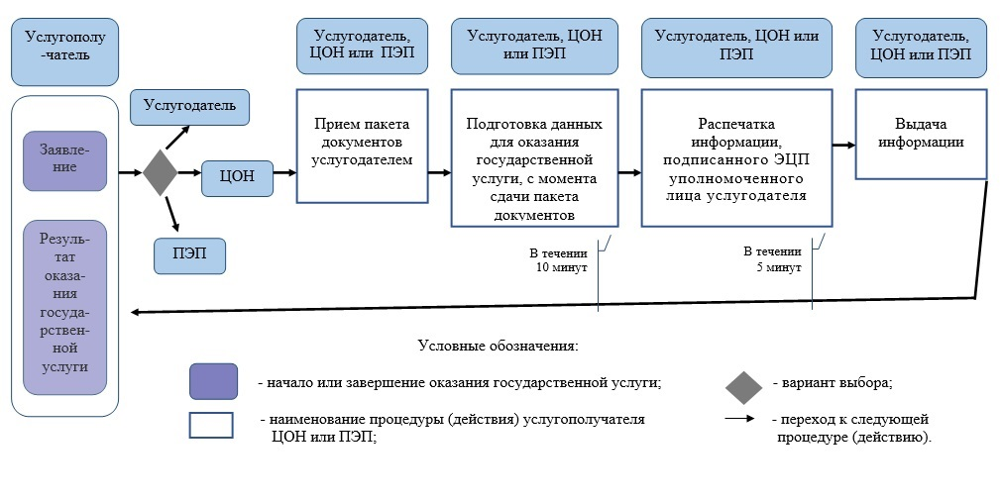 Услугополу
-чатель
Услугодатель,
ЦОН или ПЭП
Услугодатель, ЦОН
или ПЭП
Услугодатель, ЦОН или
ПЭП
Услугодатель,
ЦОН или ПЭП
Заявле-
ние
Резуль-
тат
оказа-
ния
госуда-
рствен-
ной
услуги
Услугодатель
ЦОН
ПЭП
Прием пакета
документов
услугодателем
Подготовка данных
для оказания
государственной
услуги, с момента
сдачи пакета
документов
Распечатка
информации,
подписанного ЭЦП
уполномоченного
лица услугодателя
Выдача
информации
В течении
10 минут
В течении
5 минут
Условные обозначения:
- начало или завершение оказания государственной услуги;
- вариант выбора;
- наименование процедуры (действия) услугополучателя
ЦОН или ПЭП;
- переход к следующей
процедуре (действию).